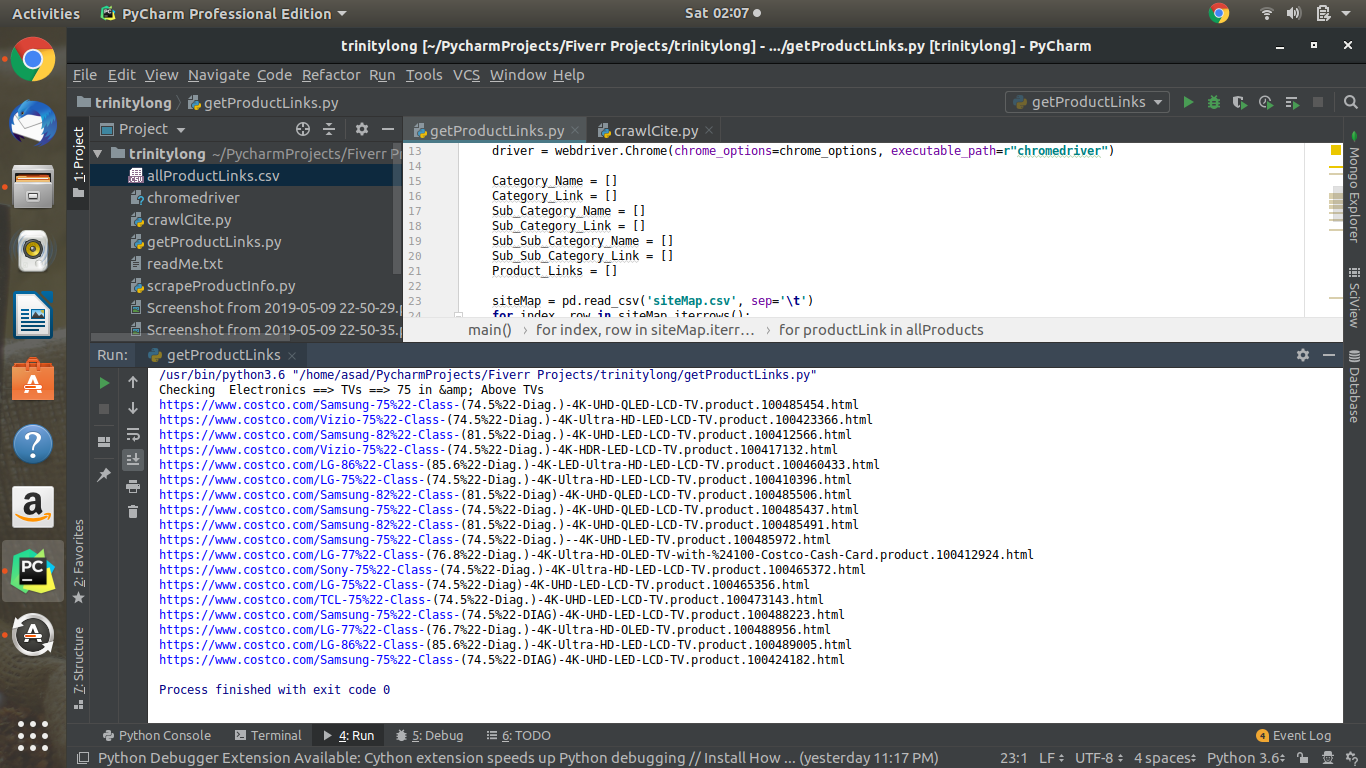 Activities
PyCharm Professional Edition
Sat 02:07
trinitylong [~/PycharmProjects/Fiverr Projects/trinitylong] - .../getProductLinks.py [trinitylong] - PyCharm
File Edit View Navigate Code Refactor Run Tools VCS Window Help
trinitylong getProductLinks.py
getProductLinks
1: Project
Project
getProductLinks.py
crawlCite.py
trinitylong ~/PycharmProjects/Fiverr Pr
allProductLinks.csv
chromedriver
crawlCite.py
getProductLinks.py
readMe.txt
scrapeProductInfo.py
Screenshot from 2019-05-09 22-50-29.p
Screenshot from 2019-05-09 22-50-35.p
13 driver = webdriver.Chrome(chrome_options=chrome_options, executable_path=r"chromedriver")
14
15 Category_Name = []
16 Category_Link = []
17 Sub_Category_Name = []
18 Sub_Category_Link = []
19 Sub_Sub_Category_Name = []
20 Sub_Sub_Category_Link = []
21 Product_Links = []
22
23 siteMap = pd.read_csv('siteMap.csv', sep='\t')
24 for index, row in siteMap.iterrows():
main() › for index, row in siteMap.iterr... › for productLink in allProducts
Mongo Explorer
SciView
Database
Run: getProductLinks
/usr/bin/python3.6 "/home/asad/PycharmProjects/Fiverr Projects/trinitylong/getProductLinks.py"
Checking  Electronics ==> TVs ==> 75 in &amp; Above TVs
https://www.costco.com/Samsung-75%22-Class-(74.5%22-Diag.)-4K-UHD-QLED-LCD-TV.product.100485454.html
https://www.costco.com/Vizio-75%22-Class-(74.5%22-Diag.)-4K-Ultra-HD-LED-LCD-TV.product.100423366.html
https://www.costco.com/Samsung-82%22-Class-(81.5%22-Diag.)--4K-UHD-LED-LCD-TV.product.100412566.html
https://www.costco.com/Vizio-75%22-Class-(74.5%22-Diag.)-4K-HDR-LED-LCD-TV.product.100417132.html
https://www.costco.com/LG-86%22-Class-(85.6%22-Diag.)-4K-LED-Ultra-HD-LED-LCD-TV.product.100460433.html
https://www.costco.com/LG-75%22-Class-(74.5%22-Diag.)-4K-Ultra-HD-LED-LCD-TV.product.100410396.html
https://www.costco.com/Samsung-82%22-Class-(81.5%22-Diag)-4K-UHD-QLED-LCD-TV.product.100485506.html
https://www.costco.com/Samsung-75%22-Class-(74.5%22-Diag.)-4K-UHD-QLED-LCD-TV.product.100485437.html
https://www.costco.com/Samsung-82%22-Class-(81.5%22-Diag.)-4K-UHD-QLED-LCD-TV.product.100485491.html
https://www.costco.com/Samsung-75%22-Class-(74.5%22-Diag.)--4K-UHD-LED-LCD-TV.product.100485972.html
https://www.costco.com/LG-77%22-Class-(76.8%22-Diag.)-4K-Ultra-HD-OLED-TV-with-%24100-Costco-Cash-Card.product.100412924.html
https://www.costco.com/Sony-75%22-Class-(74.5%22-Diag.)-4K-Ultra-HD-LED-LCD-TV.product.100465372.html
https://www.costco.com/LG-75%22-Class-(74.5%22-Diag)-4K-UHD-LED-LCD-TV.product.100465356.html
https://www.costco.com/TCL-75%22-Class-(74.5%22-Diag.)-4K-UHD-LED-LCD-TV.product.100473143.html
https://www.costco.com/Samsung-75%22-Class-(74.5%22-DIAG)-4K-UHD-LED-LCD-TV.product.100488223.html
https://www.costco.com/LG-77%22-Class-(76.7%22-Diag.)-4K-Ultra-HD-OLED-TV.product.100488956.html
https://www.costco.com/LG-86%22-Class-(85.6%22-Diag.)-4K-Ultra-HD-LED-LCD-TV.product.100489005.html
https://www.costco.com/Samsung-75%22-Class-(74.5%22-DIAG)-4K-UHD-LED-LCD-TV.product.100424182.html
Process finished with exit code 0
2: Favorites
7: Structure
Python Console Terminal 4: Run 5: Debug 6: TODO 4 Event Log
Python Debugger Extension Available: Cython extension speeds up Python debugging // Install How ... (yesterday 11:17 PM) 23:1 LF UTF-8 4 spaces Python 3.6